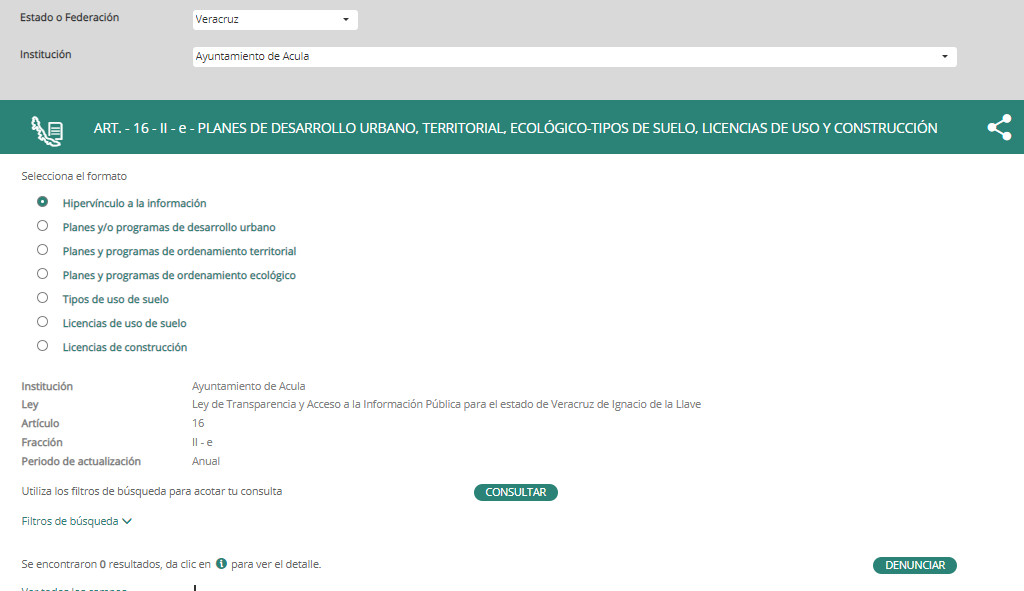 Estado o Federación
Veracruz
Institución
Ayuntamiento de Acula
ART. - 16 - II - e - PLANES DE DESARROLLO URBANO, TERRITORIAL, ECOLÓGICO-TIPOS DE SUELO, LICENCIAS DE USO Y CONSTRUCCIÓN
Selecciona el formato
Hipervínculo a la información
Planes y/o programas de desarrollo urbano
Planes y programas de ordenamiento territorial
Planes y programas de ordenamiento ecológico
Tipos de uso de suelo
Licencias de uso de suelo
Licencias de construcción
Institución Ayuntamiento de Acula
Ley Ley de Transparencia y Acceso a la Información Pública para el estado de Veracruz de Ignacio de la Llave
Artículo 16
Fracción II - e
Periodo de actualización Anual
Utiliza los filtros de búsqueda para acotar tu consulta CONSULTAR
Filtros de búsqueda
Se encontraron 0 resultados, da clic en i para ver el detalle. DENUNCIAR
Ver todos los campos